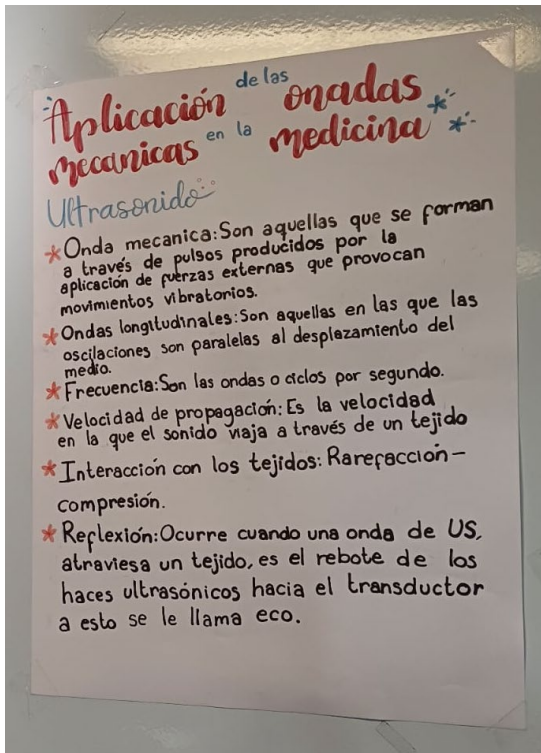 Aplicación de las onadas
mecanicas en la medicina
Ultrasonido
*Onda mecanica:Son aquellas que se forman
a través de pulsos producidos por la
aplicación de fuerzas externas que provocan
movimientos vibratorios.
*Ondas longitudinales:Son aquellas en las que las
oscilaciones son paralelas al desplazamiento del
medio.
*Frecuencia:Son las ondas o ciclos por segundo.
*Velocidad de propagación: Es la velocidad
en la que el sonido viaja a través de un tejido
*Interacción con los tejidos: Rarefacción-
compresión.
*Reflexión:Ocurre cuando una onda de US,
atraviesa un tejido, es el rebote de los
haces ultrasónicos hacia el transductor
a esto se le llama eco.